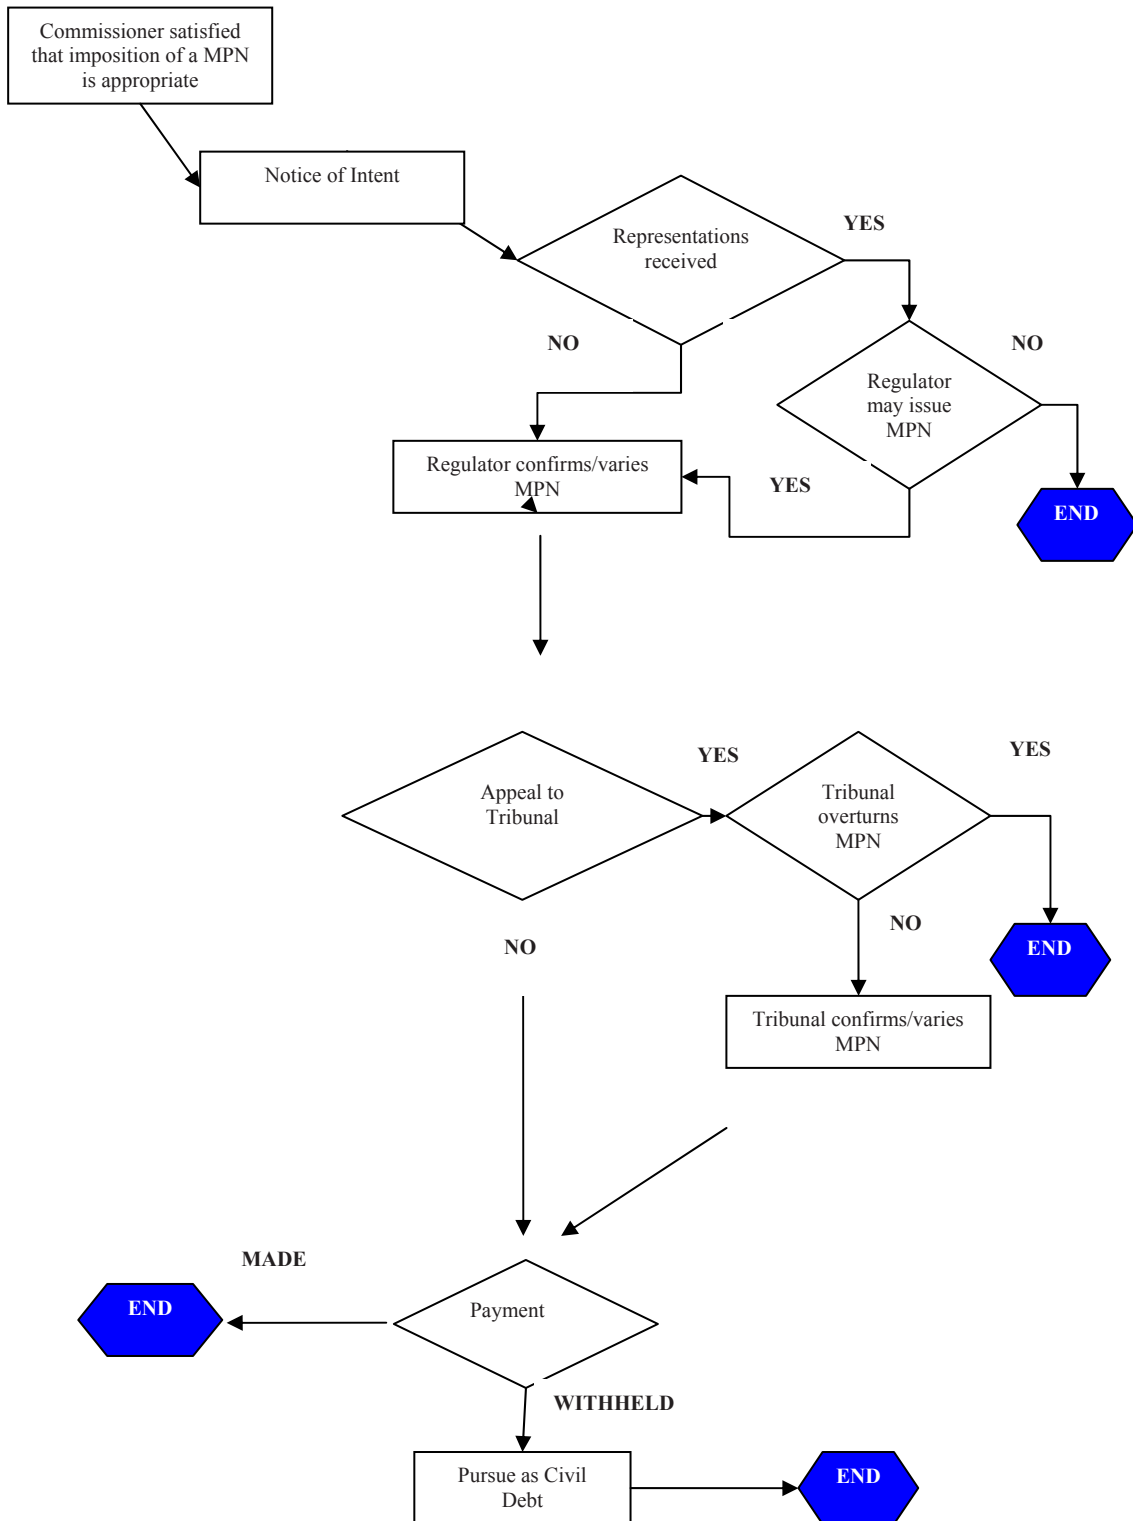 Commissioner satisfied
that imposition of a MPN
is appropriate
Notice of Intent
Representations
received
YES
NO
Regulator
may issue
MPN
NO
Regulator confirms/varies
MPN
YES
END
Appeal to
Tribunal
YES
Tribunal
overturns
MPN
YES
NO
NO
END
Tribunal confirms/varies
MPN
MADE
END
Payment
WITHHELD
Pursue as Civil
Debt
END